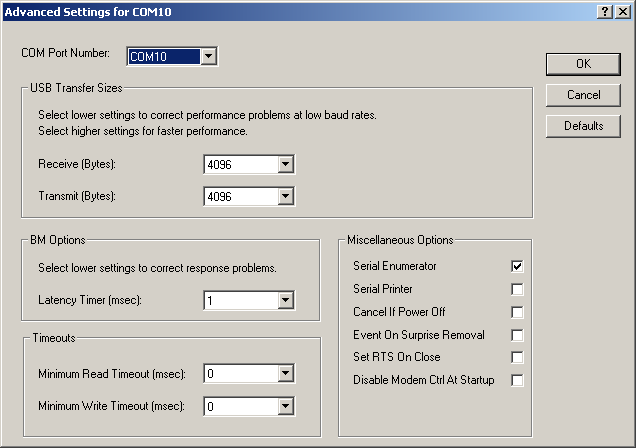 Advanced Settings for COM10
COM Port Number: COM10
OK
USB Transfer Sizes
Cancel
Select lower settings to correct performance problems at low baud rates.
Select higher settings for faster performance.
Defaults
Receive (Bytes): 4096
Transmit (Bytes): 4096
BM Options
Select lower settings to correct response problems.
Latency Timer (msec): 1
Timeouts
Minimum Read Timeout (msec): 0
Minimum Write Timeout (msec): 0
Miscellaneous Options
Serial Enumerator
Serial Printer
Cancel If Power Off
Event On Surprise Removal
Set RTS On Close
Disable Modem Ctrl At Startup